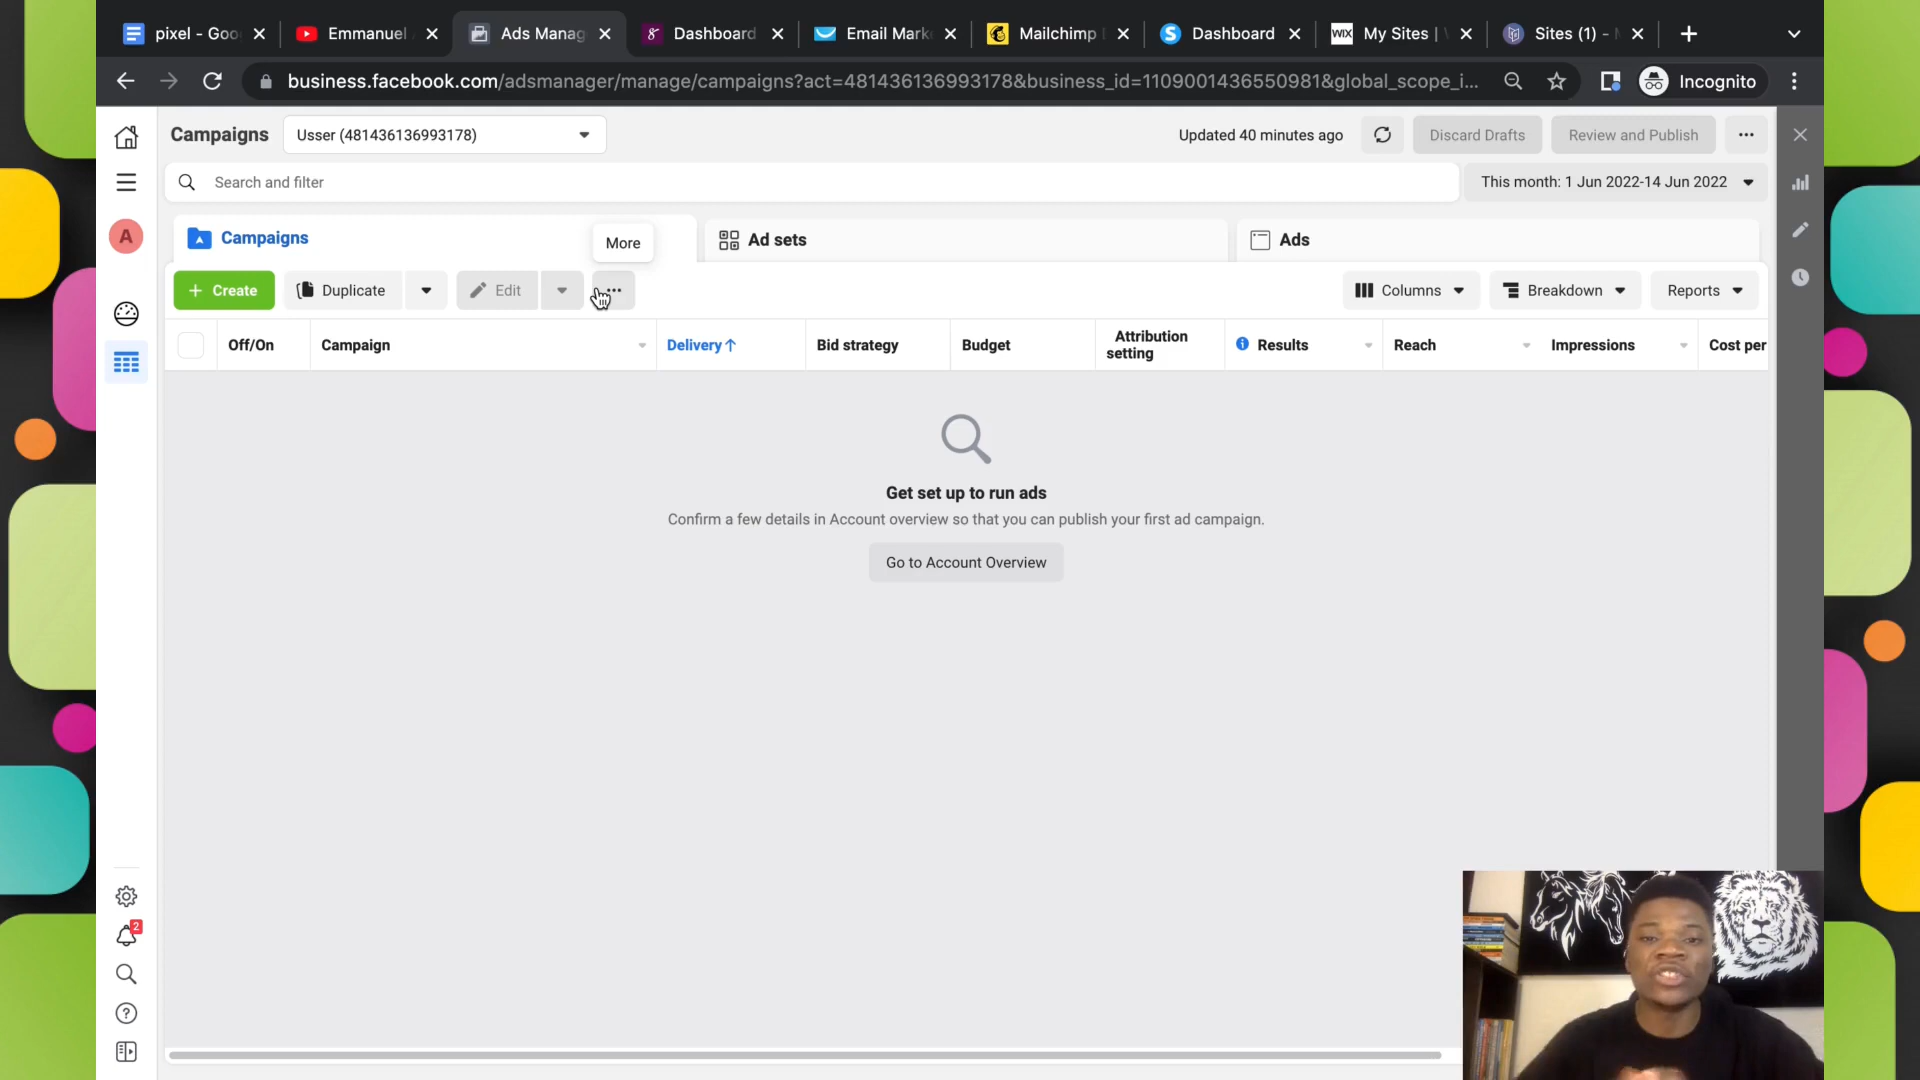 pixel - Goo
Emmanuel
Ads Manag
Dashboard
Email Mark
Mailchimp
Dashboard
WIX My Sites |
Sites (1) -
business.facebook.com/adsmanager/manage/campaigns?act=481436136993178&business_id=1109001436550981&global_scope_i...
Incognito
Campaigns
Usser (481436136993178)
Updated 40 minutes ago
Discard Drafts
Review and Publish
Search and filter
This month: 1 Jun 2022-14 Jun 2022
A
Campaigns
More
Ad sets
Ads
+ Create
Duplicate
Edit
Columns
Breakdown
Reports
Off/On
Campaign
Delivery↑
Bid strategy
Budget
Attribution
setting
Results
Reach
Impressions
Cost per
Get set up to run ads
Confirm a few details in Account overview so that you can publish your first ad campaign.
Go to Account Overview
2